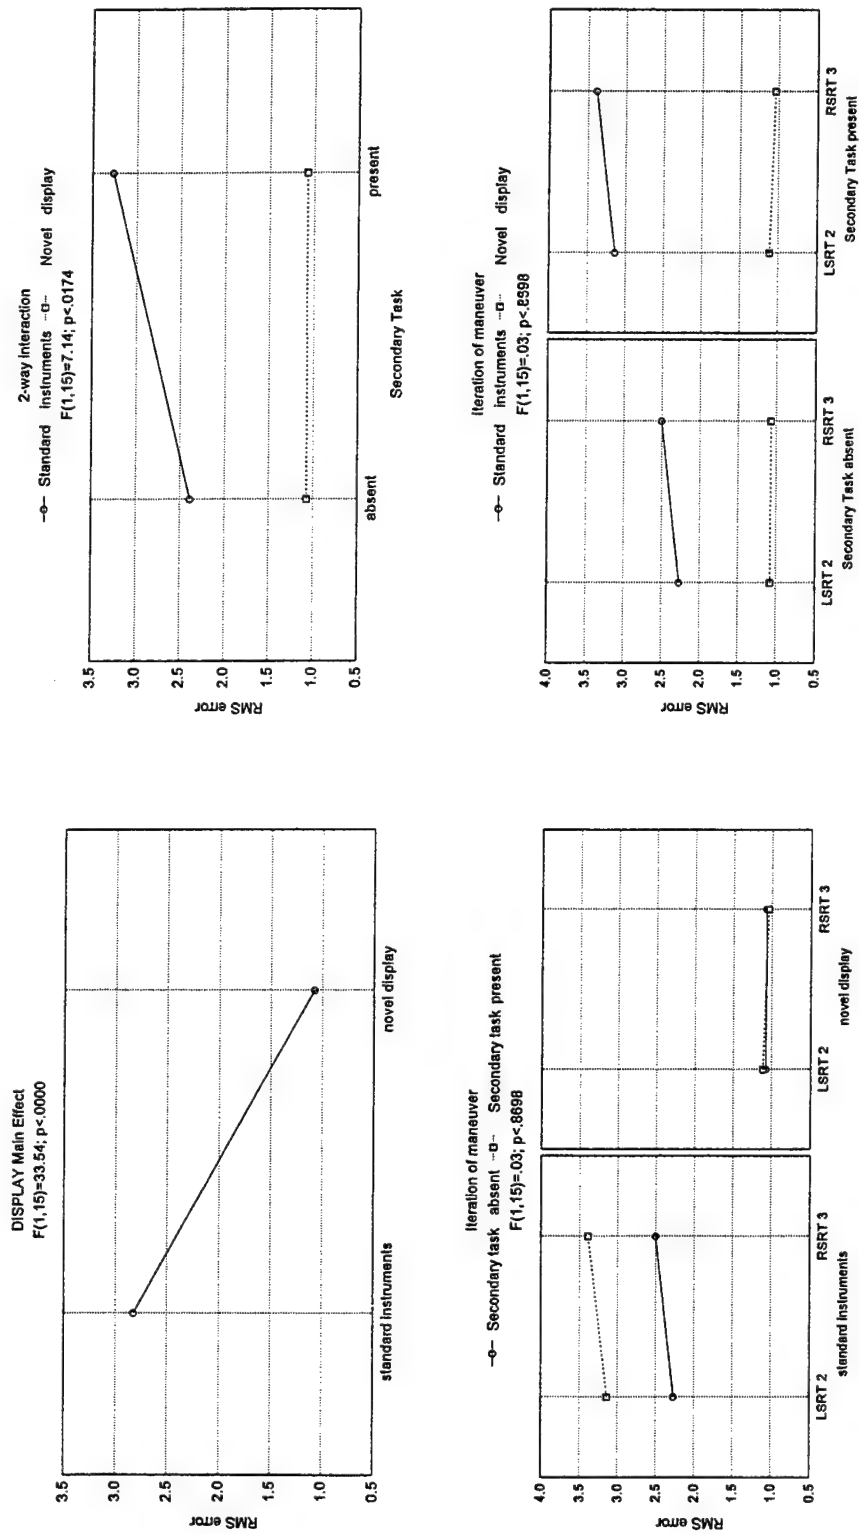 DISPLAY Main Effect
F(1,15)=33.54; p<.0000
RMS error
3.5
3.0
2.5
2.0
1.5
1.0
0.5
standard instruments
novel display
2-way interaction
Standard instruments
Novel display
F(1,15)=7.14; p<.0174
RMS error
3.5
3.0
2.5
2.0
1.5
1.0
0.5
absent
present
Secondary Task
Iteration of maneuver
Secondary task absent
Secondary task present
F(1,15)=.03; p<.8698
RMS error
4.0
3.5
3.0
2.5
2.0
1.5
1.0
0.5
LSRT 2
RSRT 3
standard instruments
LSRT 2
RSRT 3
novel display
Iteration of maneuver
Standard instruments
Novel display
F(1,15)=.03; p<.8698
RMS error
4.0
3.5
3.0
2.5
2.0
1.5
1.0
0.5
LSRT 2
RSRT 3
Secondary Task absent
LSRT 2
RSRT 3
Secondary Task present